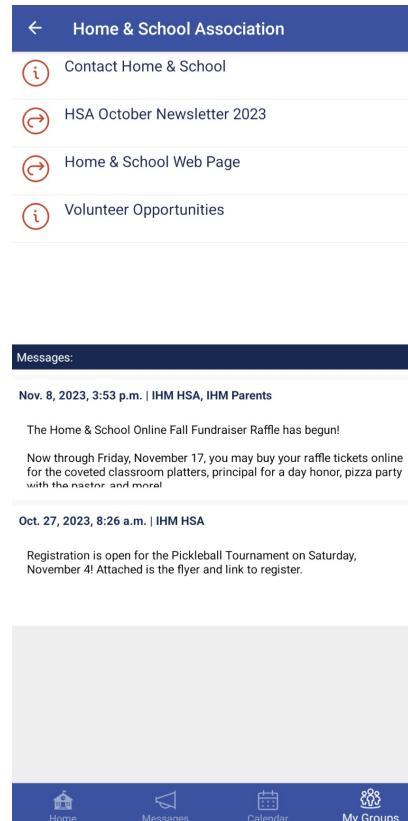 Home & School Association
Contact Home & School
HSA October Newsletter 2023
Home & School Web Page
Volunteer Opportunities
Messages:
Nov. 8, 2023, 3:53 p.m. | IHM HSA, IHM Parents
The Home & School Online Fall Fundraiser Raffle has begun!
Now through Friday, November 17, you may buy your raffle tickets online
for the coveted classroom platters, principal for a day honor, pizza party
with the pastor, and more!
Oct. 27, 2023, 8:26 a.m. | IHM HSA
Registration is open for the Pickleball Tournament on Saturday,
November 4! Attached is the flyer and link to register.
Home
Messages
Calendar
My Groups